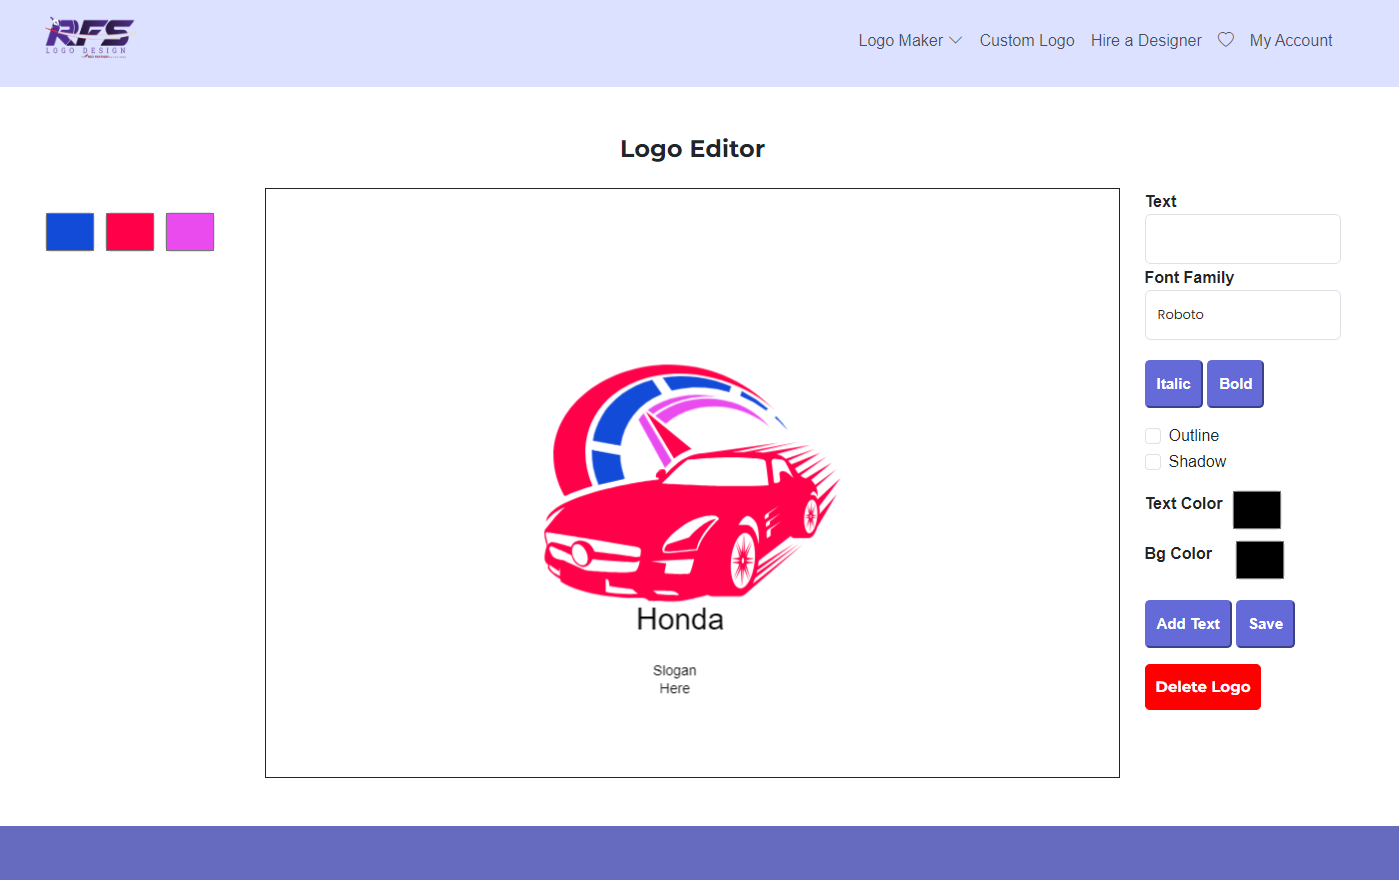 RFS
LOGO DESIGN
Logo Maker
Custom Logo
Hire a Designer
My Account
Logo Editor
Text
Font Family
Roboto
Italic
Bold
Outline
Shadow
Text Color
Bg Color
Add Text
Save
Delete Logo
Honda
Slogan
Here